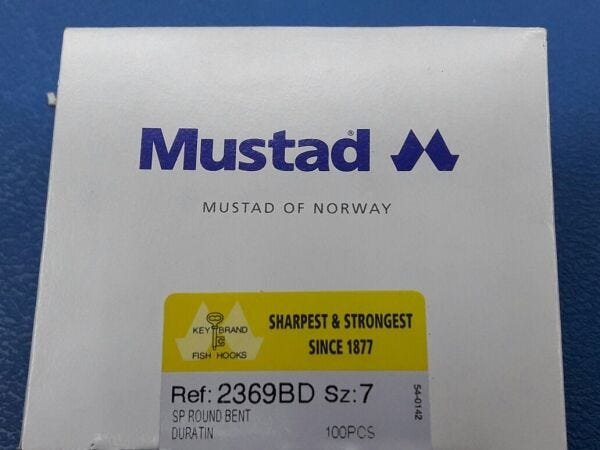 Mustad®
MUSTAD OF NORWAY
KEY BRAND
FISH HOOKS
SHARPEST & STRONGEST
SINCE 1877
Ref: 2369BD Sz:7
SP ROUND BENT
DURATIN 100PCS
54-0142